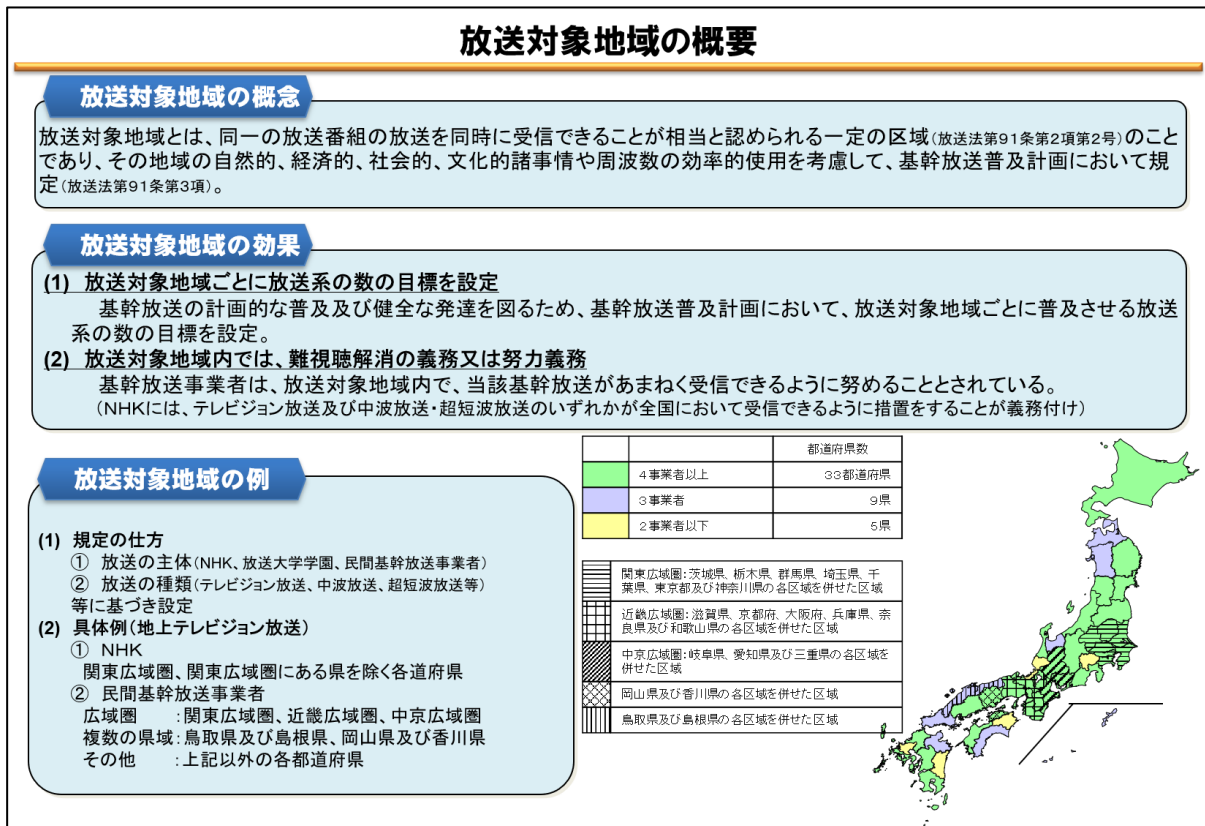 放送対象地域の概要
放送対象地域の概念
放送対象地域とは、同一の放送番組の放送を同時に受信できることが相当と認められる一定の区域(放送法第91条第2項第2号)のこと
であり、その地域の自然的、経済的、社会的、文化的諸事情や周波数の効率的使用を考慮して、基幹放送普及計画において規
定(放送法第91条第3項)。
放送対象地域の効果
(1) 放送対象地域ごとに放送系の数の目標を設定
基幹放送の計画的な普及及び健全な発達を図るため、基幹放送普及計画において、放送対象地域ごとに普及させる放送
系の数の目標を設定。
(2) 放送対象地域内では、難視聴解消の義務又は努力義務
基幹放送事業者は、放送対象地域内で、当該基幹放送があまねく受信できるように努めることとされている。
(NHKには、テレビジョン放送及び中波放送・超短波放送のいずれかが全国において受信できるように措置をすることが義務付け)
放送対象地域の例
(1) 規定の仕方
① 放送の主体(NHK、放送大学学園、民間基幹放送事業者)
② 放送の種類(テレビジョン放送、中波放送、超短波放送等)
等に基づき設定
(2) 具体例(地上テレビジョン放送)
① NHK
関東広域圏、関東広域圏にある県を除く各道府県
② 民間基幹放送事業者
広域圏 :関東広域圏、近畿広域圏、中京広域圏
複数の県域:鳥取県及び島根県、岡山県及び香川県
その他 :上記以外の各都道府県
都道府県数
4事業者以上 33都道府県
3事業者 9県
2事業者以下 5県
関東広域圏:茨城県、栃木県、群馬県、埼玉県、千
葉県、東京都及び神奈川県の各区域を併せた区域
近畿広域圏:滋賀県、京都府、大阪府、兵庫県、奈
良県及び和歌山県の各区域を併せた区域
中京広域圏:岐阜県、愛知県及び三重県の各区域を
併せた区域
岡山県及び香川県の各区域を併せた区域
鳥取県及び島根県の各区域を併せた区域